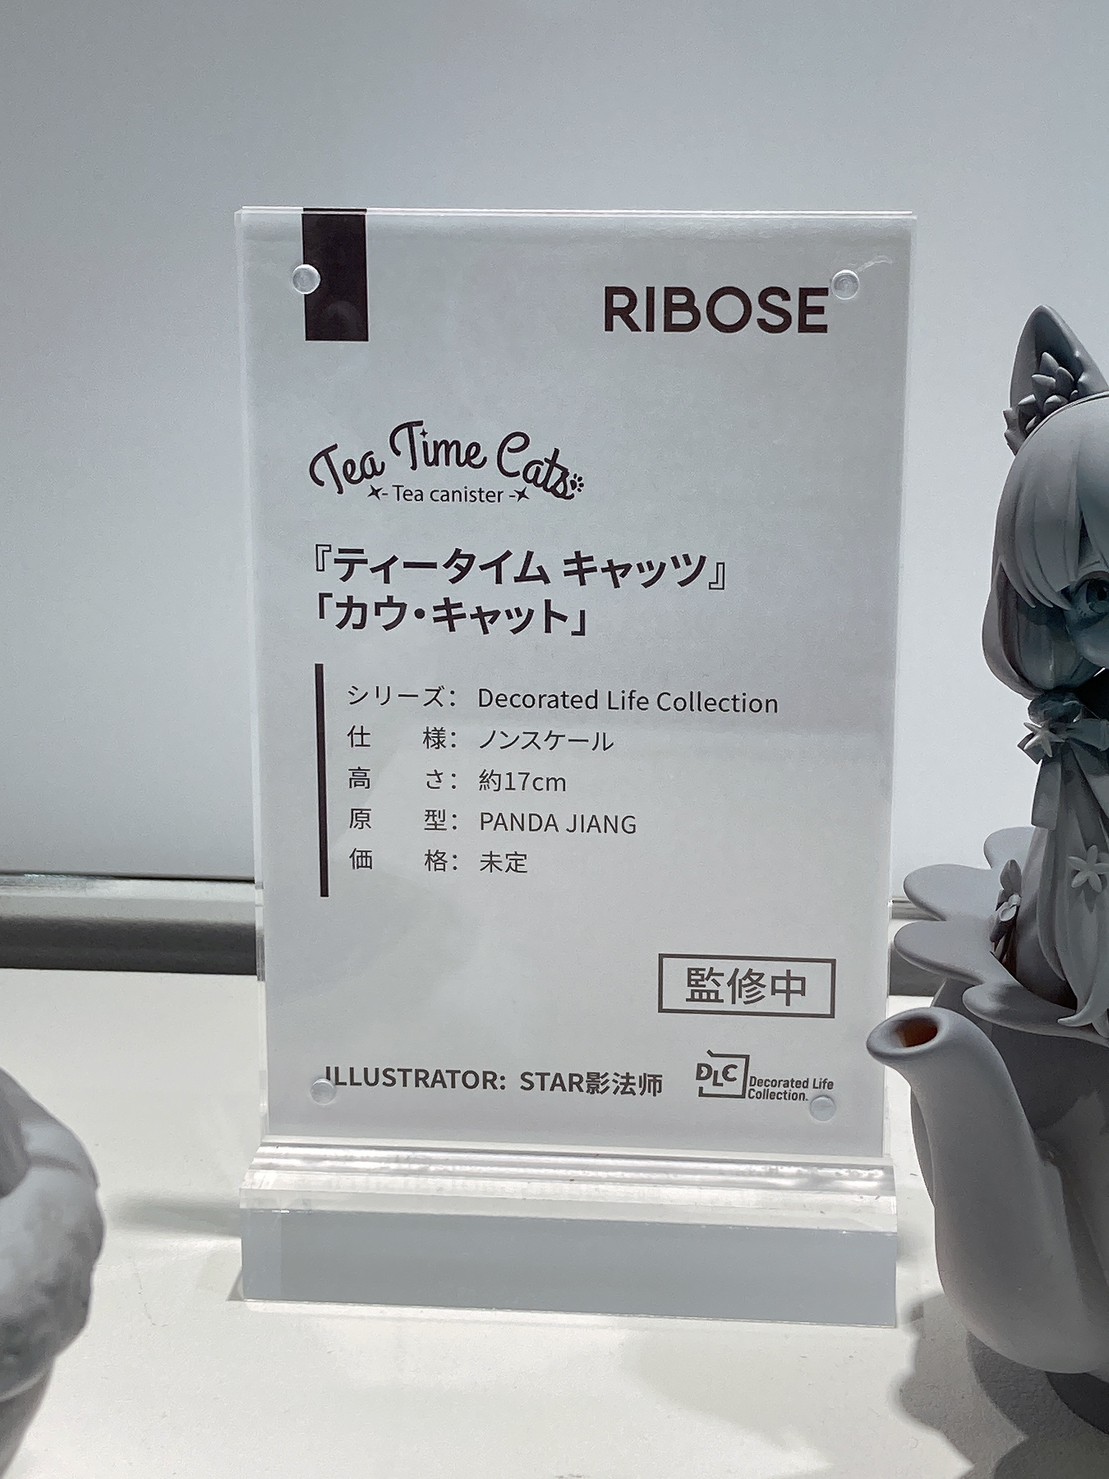 RIBOSE
Tea Time Cats
- Tea canister -
『ティータイム キャッツ』
「カウ・キャット」
シリーズ： Decorated Life Collection
仕様： ノンスケール
高さ： 約17cm
原型： PANDA JIANG
価格： 未定
監修中
ILLUSTRATOR: STAR影法师
DLC Decorated Life
Collection.